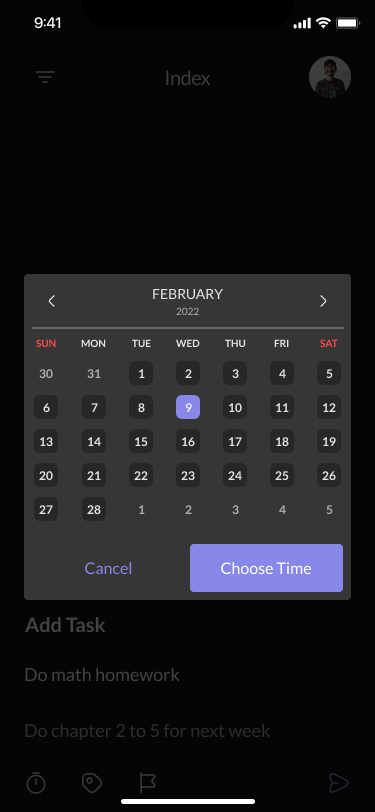 9:41
Index
FEBRUARY
2022
SUN MON TUE WED THU FRI SAT
30 31 1 2 3 4 5
6 7 8 9 10 11 12
13 14 15 16 17 18 19
20 21 22 23 24 25 26
27 28 1 2 3 4 5
Cancel Choose Time
Add Task
Do math homework
Do chapter 2 to 5 for next week